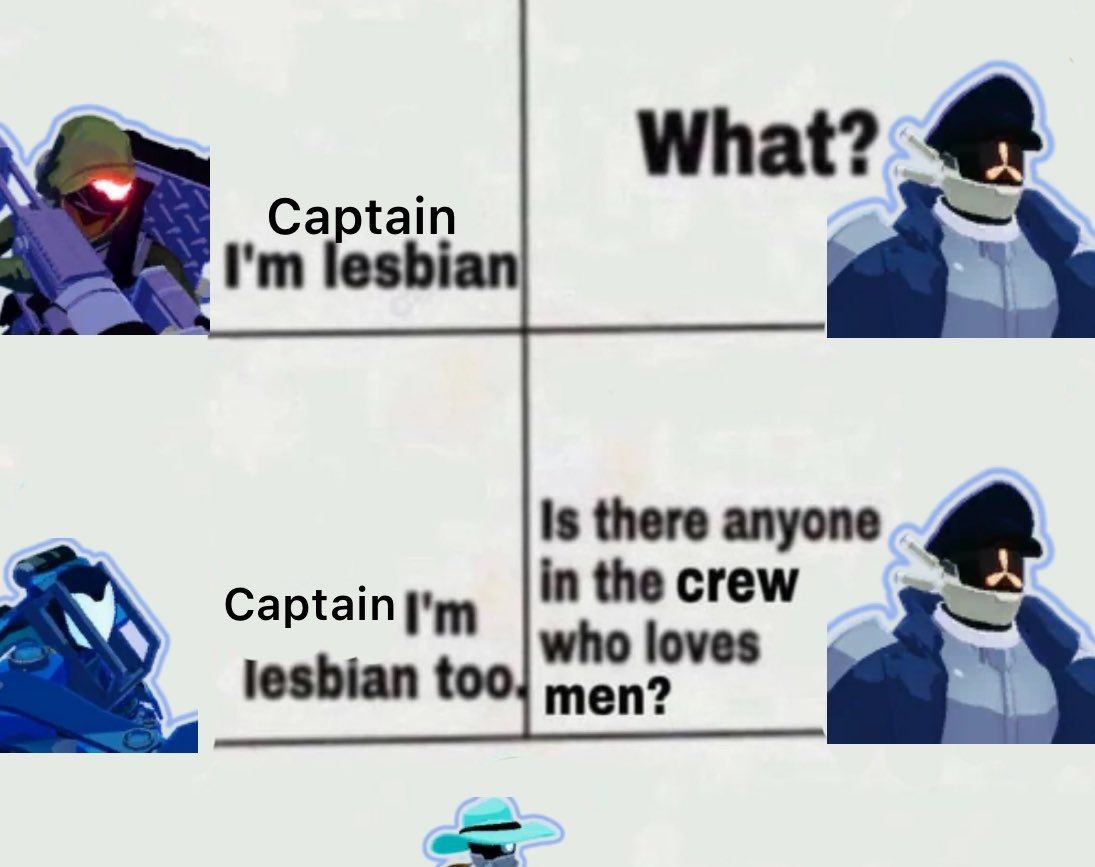 Captain
I'm lesbian
What?
Captain I'm
lesbian too.
Is there anyone
in the crew
who loves
men?